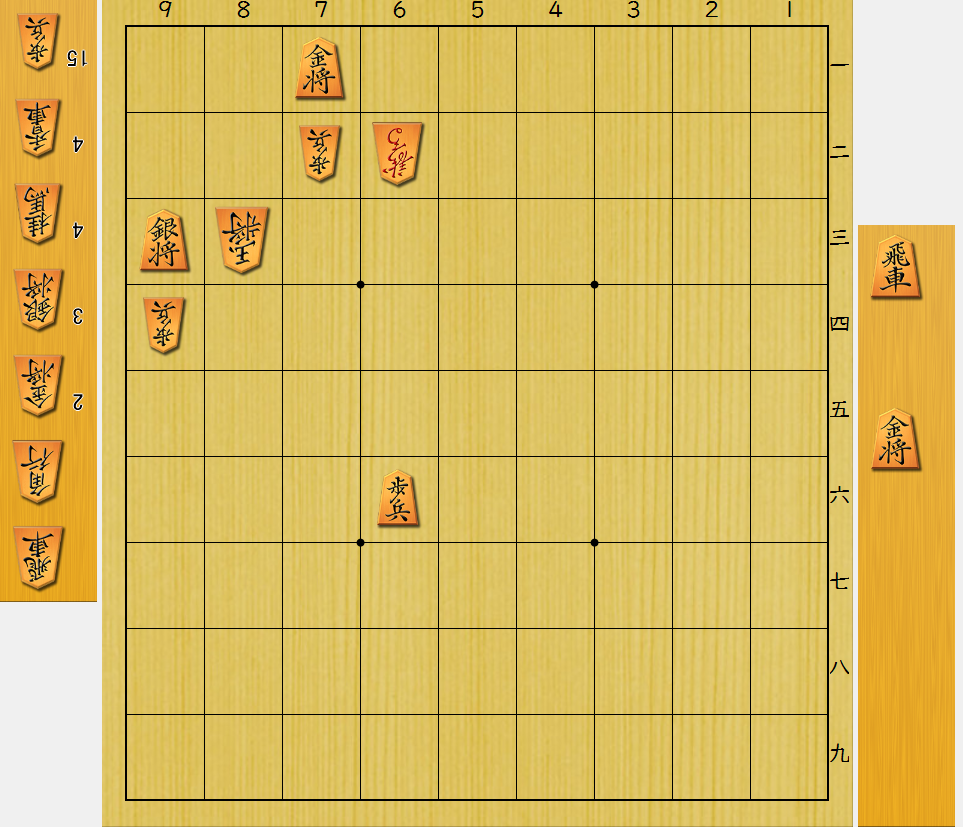 9 8 7 6 5 4 3 2 1
歩兵 15
香車 4
桂馬 4
銀将 3
金将 2
角行
飛車
金将 一
歩兵 龍馬 二
銀将 玉将 三
歩兵 四
五
歩兵 六
七
八
九
飛車
金将